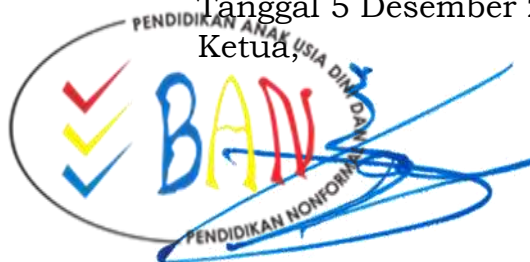 Tanggal 5 Desember
Ketua,
PENDIDIKAN ANAK USIA DINI DAN
BAN
PENDIDIKAN NONFORMAL